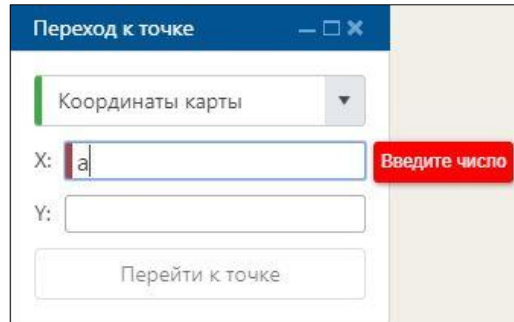 Переход к точке
Координаты карты
X: a Введите число
Y:
Перейти к точке